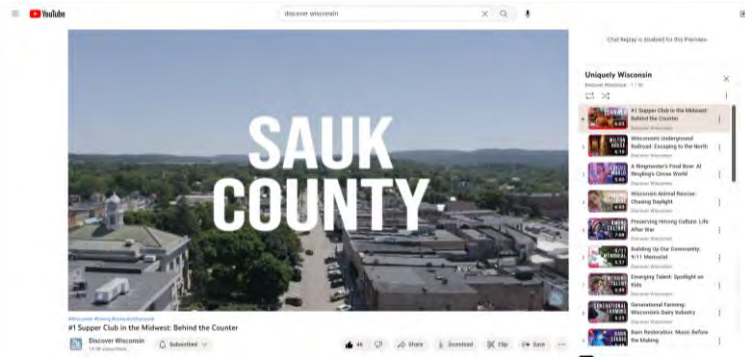 YouTube
discover wisconsin
Chat Replay is disabled for this Premiere.
SAUK
COUNTY
Uniquely Wisconsin
Discover Wisconsin
#1 Supper Club in the Midwest:
Behind the Counter
Discover Wisconsin
Wisconsin's Underground
Railroad: Escaping to the North
Discover Wisconsin
A Ringmaster's Final Bow: Al
Ringling's Circus World
Discover Wisconsin
Wisconsin Animal Rescue:
Chasing Daylight
Discover Wisconsin
Preserving Hmong Culture: Life
After War
Discover Wisconsin
Building Up Our Community:
9/11 Memorial
Discover Wisconsin
Emerging Talent: Spotlight on
Kids
Discover Wisconsin
Generational Farming:
Wisconsin's Dairy Industry
Discover Wisconsin
Barn Restoration: Music Before
the Making
#1 Supper Club in the Midwest: Behind the Counter
Discover Wisconsin
Subscribed
46
Share
Download
Clip
Save